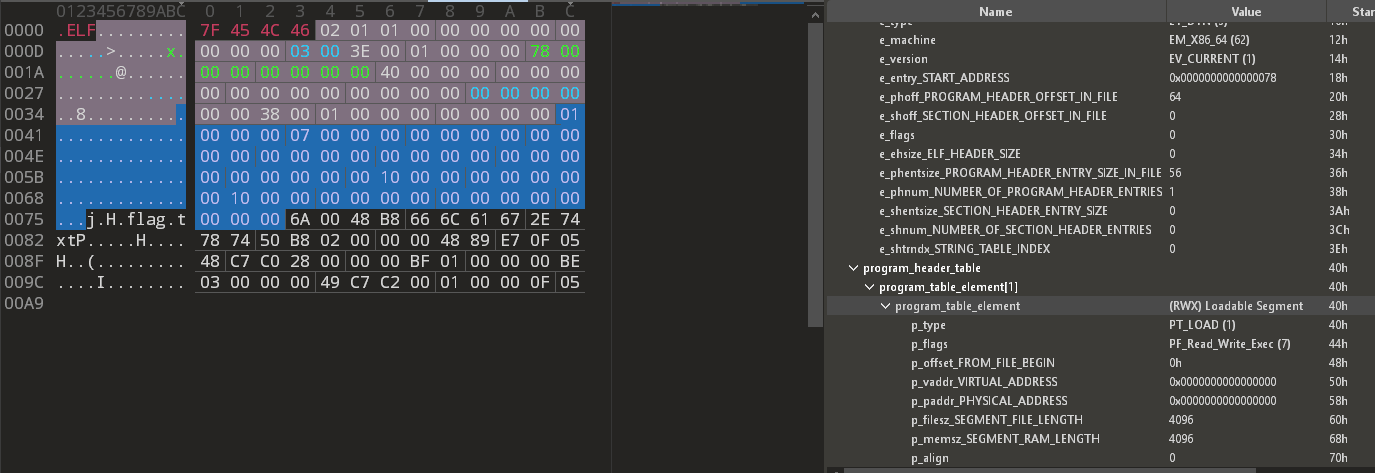 0123456789ABC 0 1 2 3 4 5 6 7 8 9 A B C
0000 .ELF......... 7F 45 4C 46 02 01 01 00 00 00 00 00 00
000D .....>.....x. 00 00 00 03 00 3E 00 01 00 00 00 78 00
001A ......@...... 00 00 00 00 00 00 40 00 00 00 00 00 00
0027 ............. 00 00 00 00 00 00 00 00 00 00 00 00 00
0034 ..8.......... 00 00 38 00 01 00 00 00 00 00 00 00 01
0041 ............. 00 00 00 07 00 00 00 00 00 00 00 00 00
004E ............. 00 00 00 00 00 00 00 00 00 00 00 00 00
005B ............. 00 00 00 00 00 00 10 00 00 00 00 00 00
0068 ............. 00 10 00 00 00 00 00 00 00 00 00 00 00
0075 ...j.H.flag.t 00 00 00 6A 00 48 B8 66 6C 61 67 2E 74
0082 xtP.....H.... 78 74 50 B8 02 00 00 00 48 89 E7 0F 05
008F H..(......... 48 C7 C0 28 00 00 00 BF 01 00 00 00 BE
009C ....I........ 03 00 00 00 49 C7 C2 00 01 00 00 0F 05
00A9
Name Value Star
e_machine EM_X86_64 (62) 12h
e_version EV_CURRENT (1) 14h
e_entry_START_ADDRESS 0x0000000000000078 18h
e_phoff_PROGRAM_HEADER_OFFSET_IN_FILE 64 20h
e_shoff_SECTION_HEADER_OFFSET_IN_FILE 0 28h
e_flags 0 30h
e_ehsize_ELF_HEADER_SIZE 0 34h
e_phentsize_PROGRAM_HEADER_ENTRY_SIZE_IN_FILE 56 36h
e_phnum_NUMBER_OF_PROGRAM_HEADER_ENTRIES 1 38h
e_shentsize_SECTION_HEADER_ENTRY_SIZE 0 3Ah
e_shnum_NUMBER_OF_SECTION_HEADER_ENTRIES 0 3Ch
e_shtrndx_STRING_TABLE_INDEX 0 3Eh
program_header_table 40h
program_table_element[1] 40h
program_table_element (RWX) Loadable Segment 40h
p_type PT_LOAD (1) 40h
p_flags PF_Read_Write_Exec (7) 44h
p_offset_FROM_FILE_BEGIN 0h 48h
p_vaddr_VIRTUAL_ADDRESS 0x0000000000000000 50h
p_paddr_PHYSICAL_ADDRESS 0x0000000000000000 58h
p_filesz_SEGMENT_FILE_LENGTH 4096 60h
p_memsz_SEGMENT_RAM_LENGTH 4096 68h
p_align 0 70h